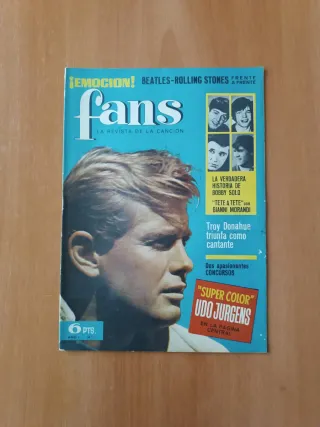 ¡EMOCION!
BEATLES-ROLLING STONES FRENTE A FRENTE
fans
LA REVISTA DE LA CANCION
LA VERDADERA
HISTORIA DE
BOBBY SOLO
"TETE A TETE" con
GIANNI MORANDI
Troy Donahue
triunfa como
cantante
Dos apasionantes
CONCURSOS
"SUPER COLOR"
UDO JURGENS
EN LA PAGINA
CENTRAL
6 PTS.